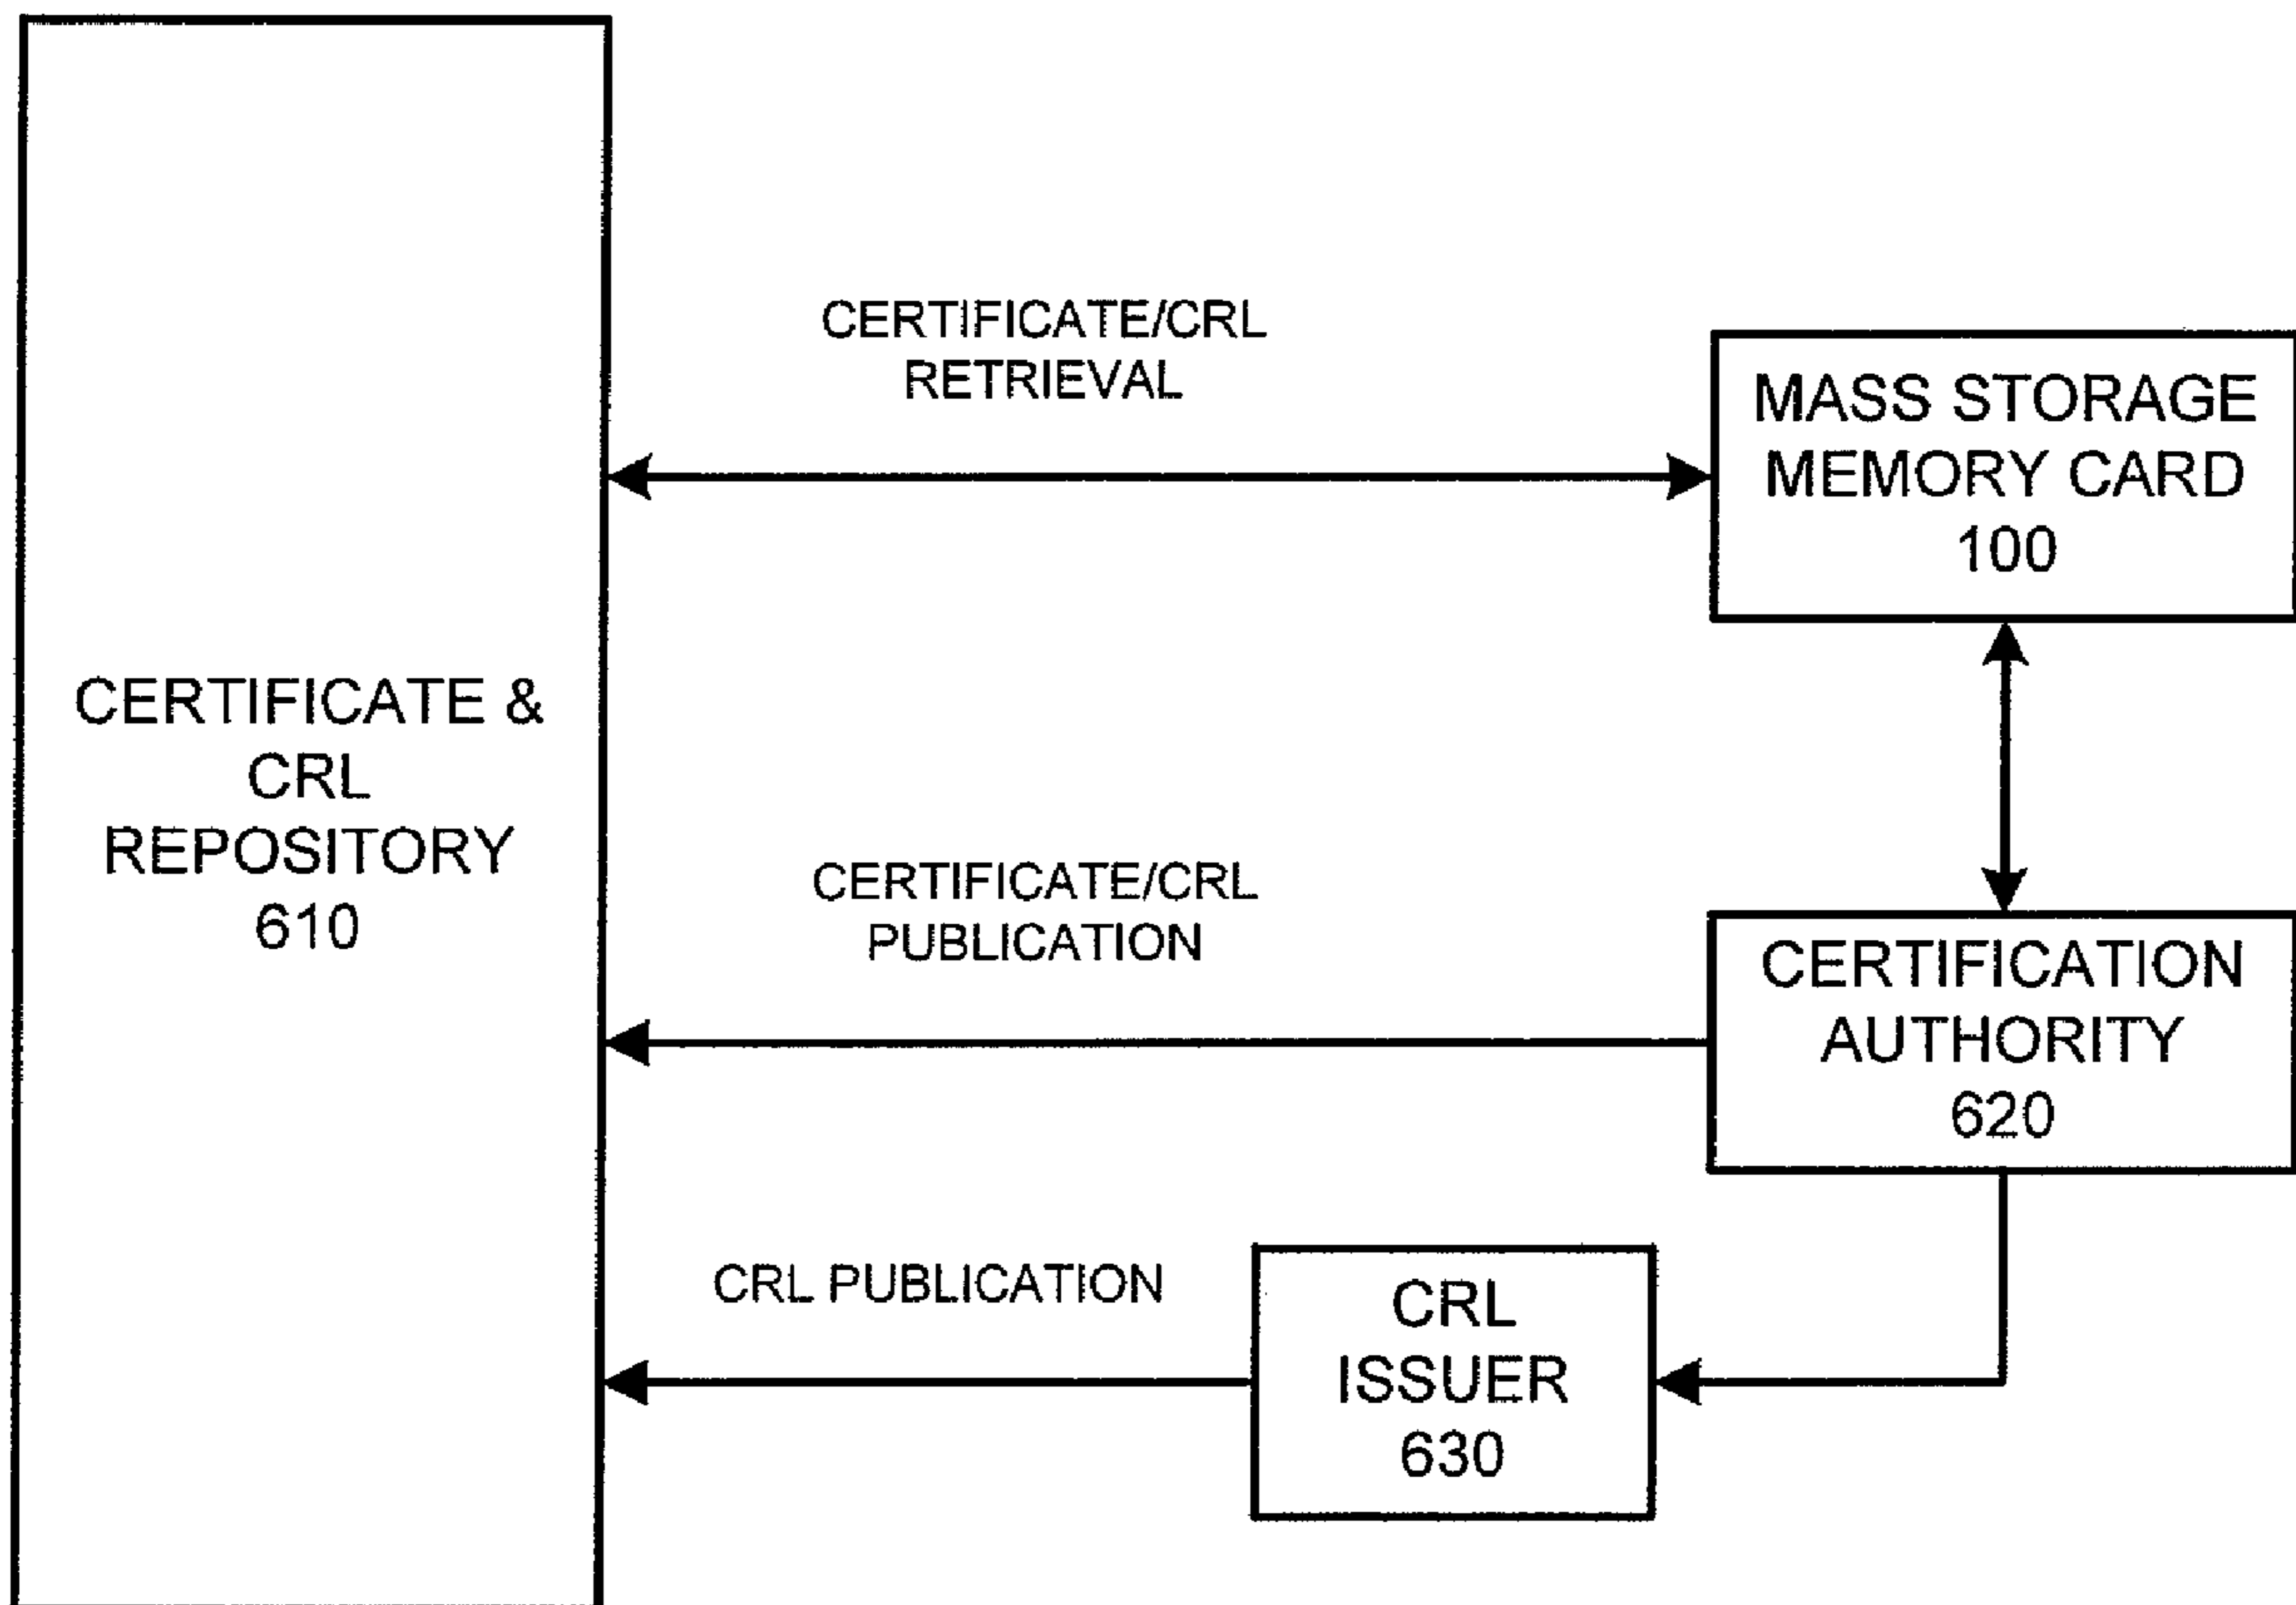 CERTIFICATE &
CRL
REPOSITORY
610
CERTIFICATE/CRL
RETRIEVAL
MASS STORAGE
MEMORY CARD
100
CERTIFICATE/CRL
PUBLICATION
CERTIFICATION
AUTHORITY
620
CRL PUBLICATION
CRL
ISSUER
630